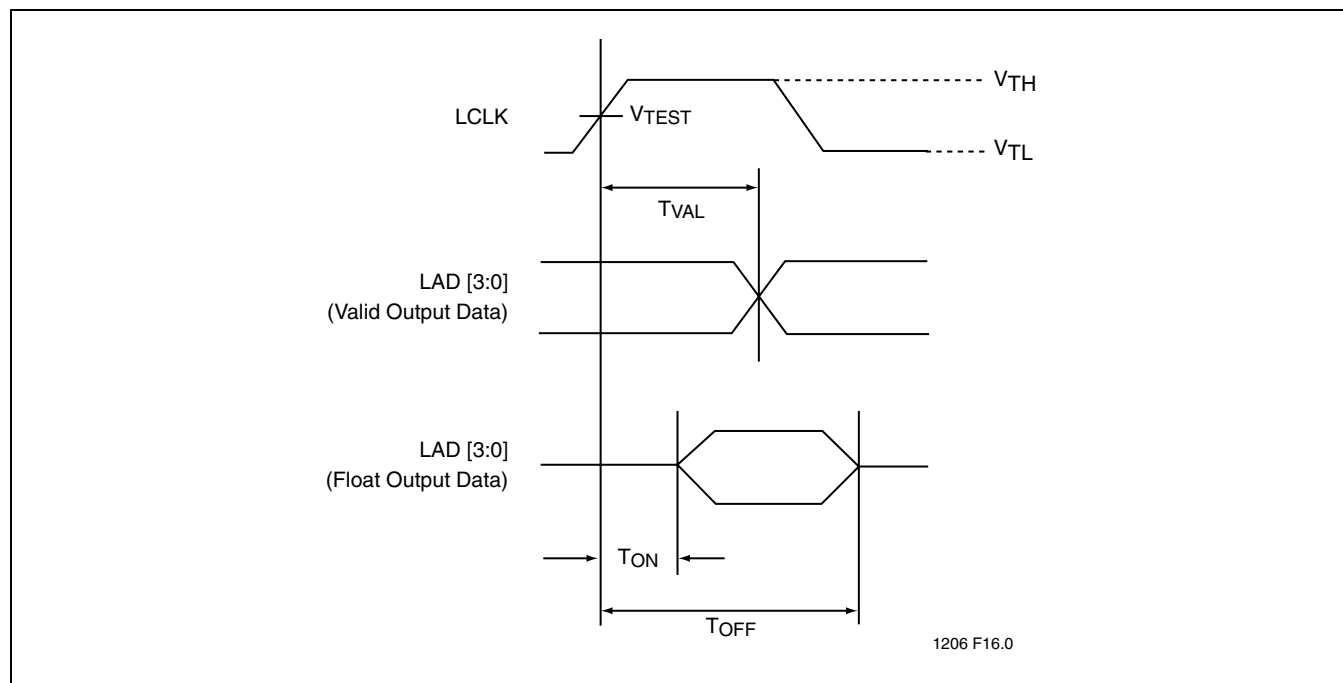 VTH
LCLK
VTEST
VTL
TVAL
LAD [3:0]
(Valid Output Data)
LAD [3:0]
(Float Output Data)
TON
TOFF
1206 F16.0